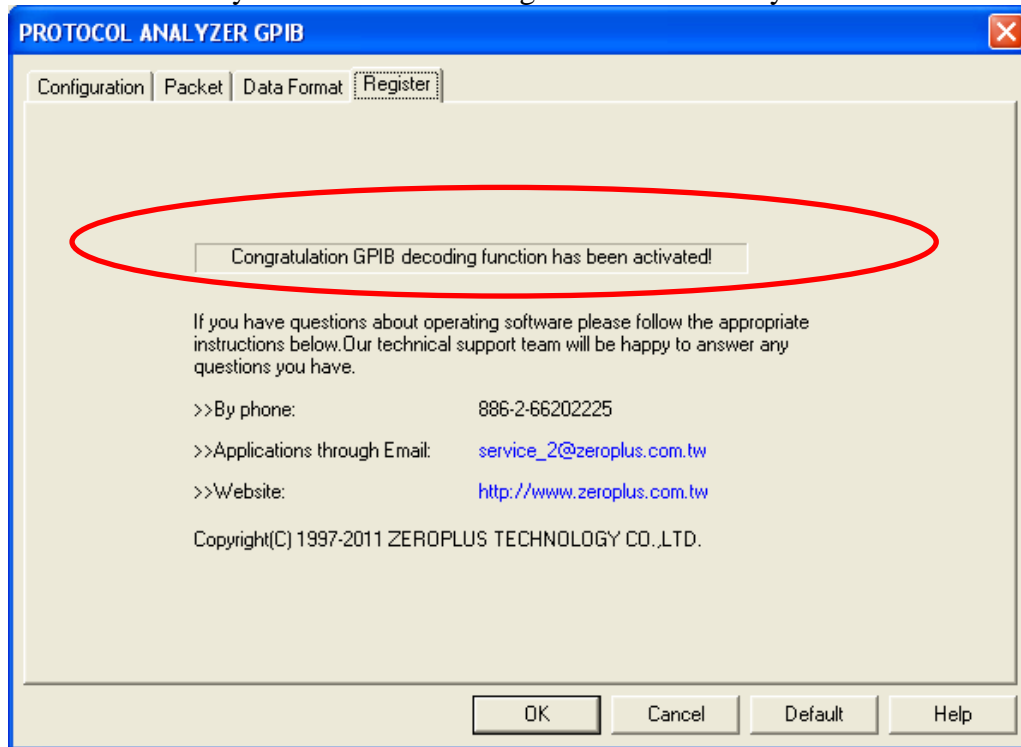 PROTOCOL ANALYZER GPIB
Configuration Packet Data Format Register
Congratulation GPIB decoding function has been activated!
If you have questions about operating software please follow the appropriate
instructions below.Our technical support team will be happy to answer any
questions you have.
>>By phone: 886-2-66202225
>>Applications through Email: service_2@zeroplus.com.tw
>>Website: http://www.zeroplus.com.tw
Copyright(C) 1997-2011 ZEROPLUS TECHNOLOGY CO.,LTD.
OK Cancel Default Help